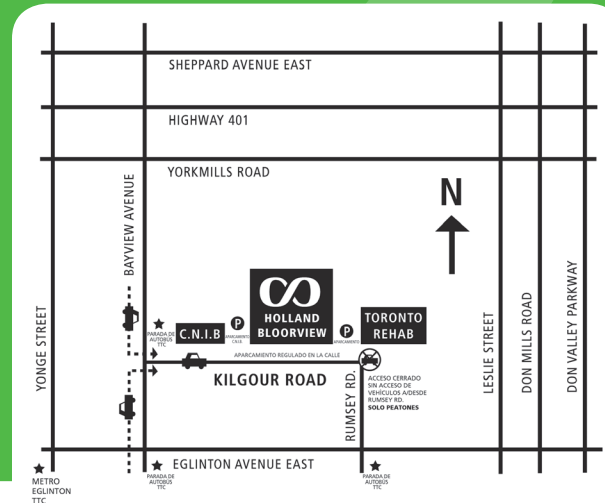 SHEPPARD AVENUE EAST
HIGHWAY 401
YORKMILLS ROAD
N
BAYVIEW AVENUE
YONGE STREET
LESLIE STREET
DON MILLS ROAD
DON VALLEY PARKWAY
PARADA DE
AUTOBÚS
TTC
C.N.I.B
P
APARCAMIENTO
C.N.I.B
HOLLAND
BLOORVIEW
P
APARCAMIENTO
TORONTO
REHAB
APARCAMIENTO REGULADO EN LA CALLE
KILGOUR ROAD
RUMSEY RD.
ACCESO CERRADO
SIN ACCESO DE
VEHÍCULOS A/DESDE
RUMSEY RD.
SOLO PEATONES
EGLINTON AVENUE EAST
METRO
EGLINTON
TTC
PARADA DE
AUTOBÚS
TTC
PARADA DE
AUTOBÚS
TTC